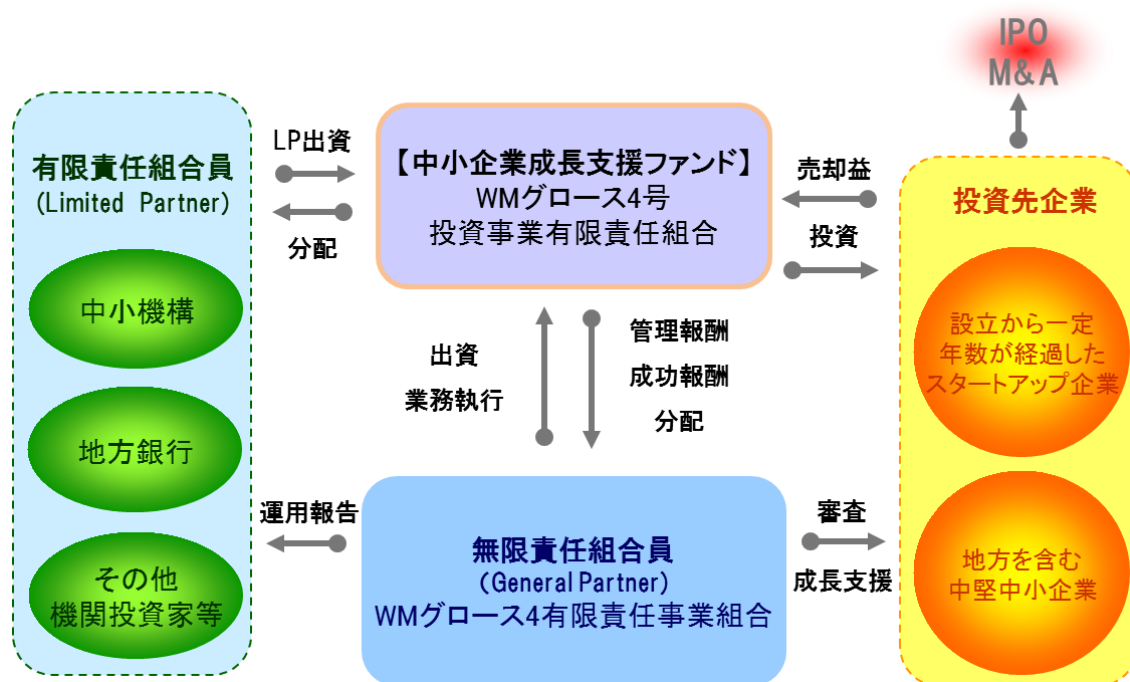 IPO
M&A
有限責任組合員
(Limited Partner)
中小機構
地方銀行
その他
機関投資家等
LP出資
分配
【中小企業成長支援ファンド】
WMグロース4号
投資事業有限責任組合
売却益
投資
出資
業務執行
管理報酬
成功報酬
分配
運用報告
無限責任組合員
(General Partner)
WMグロース4有限責任事業組合
審査
成長支援
投資先企業
設立から一定
年数が経過した
スタートアップ企業
地方を含む
中堅中小企業